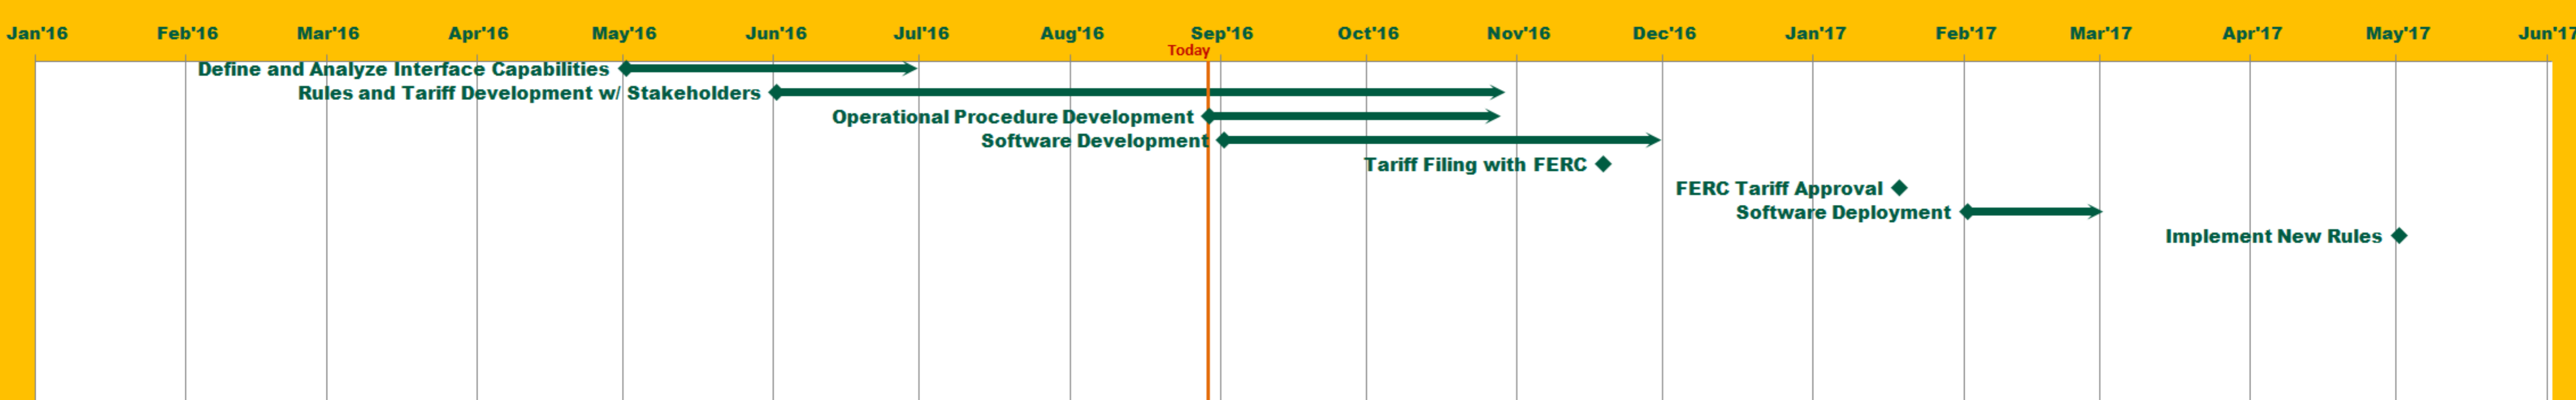 Jan'16 Feb'16 Mar'16 Apr'16 May'16 Jun'16 Jul'16 Aug'16 Sep'16 Oct'16 Nov'16 Dec'16 Jan'17 Feb'17 Mar'17 Apr'17 May'17 Jun'17
Today
Define and Analyze Interface Capabilities
Rules and Tariff Development w/ Stakeholders
Operational Procedure Development
Software Development
Tariff Filing with FERC
FERC Tariff Approval
Software Deployment
Implement New Rules